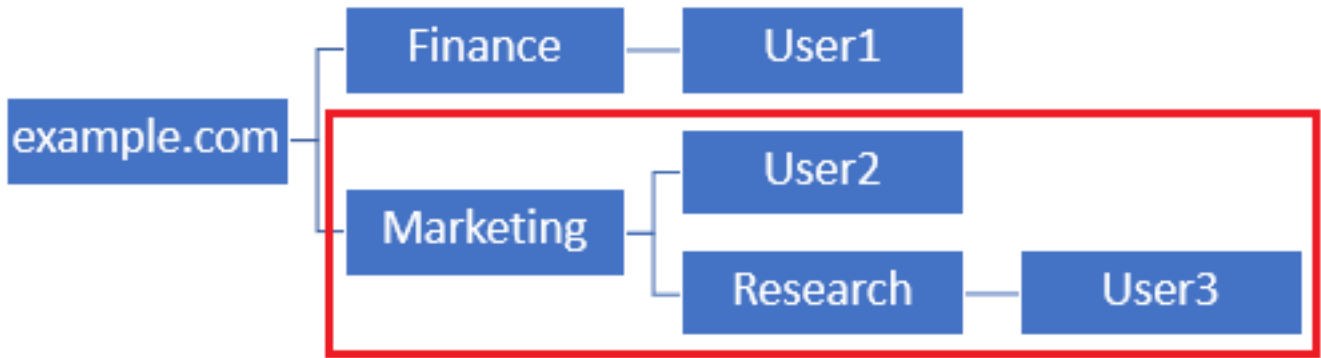 Finance
User1
example.com
User2
Marketing
Research
User3